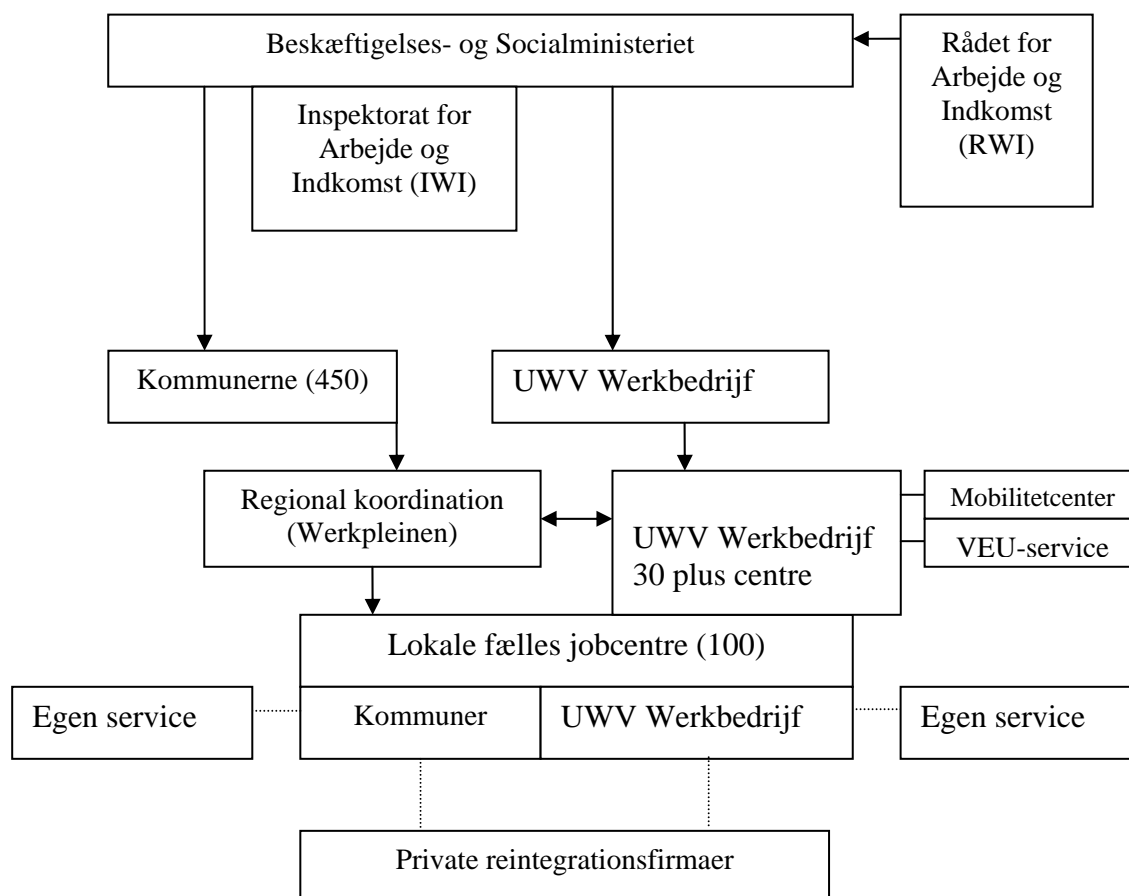 Beskæftigelses- og Socialministeriet
Rådet for
Arbejde og
Indkomst
(RWI)
Inspektorat for
Arbejde og
Indkomst (IWI)
Kommunerne (450)
UWV Werkbedrijf
Regional koordination
(Werkpleinen)
UWV Werkbedrijf
30 plus centre
Mobilitetcenter
VEU-service
Lokale fælles jobcentre (100)
Egen service
Kommuner
UWV Werkbedrijf
Egen service
Private reintegrationsfirmaer